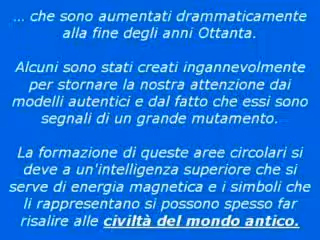 ... che sono aumentati drammaticamente
alla fine degli anni Ottanta.
Alcuni sono stati creati ingannevolmente
per stornare la nostra attenzione dai
modelli autentici e dal fatto che essi sono
segnali di un grande mutamento.
La formazione di queste aree circolari si
deve a un'intelligenza superiore che si
serve di energia magnetica e i simboli che
li rappresentano si possono spesso far
risalire alle civiltà del mondo antico.